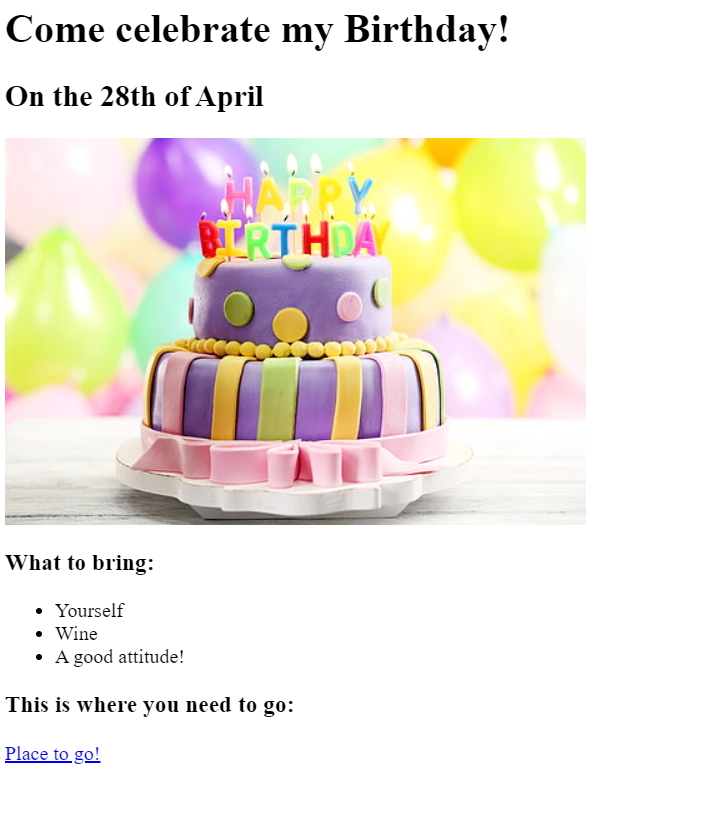 Come celebrate my Birthday!
On the 28th of April
HAPPY
BIRTHDAY
What to bring:
Yourself
Wine
A good attitude!
This is where you need to go:
Place to go!